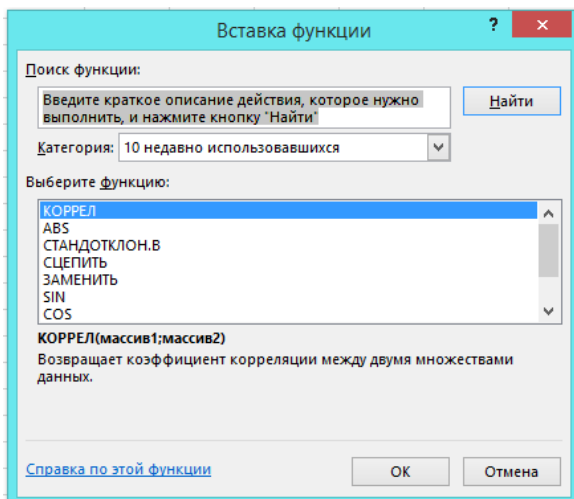 Вставка функции
?
Поиск функции:
Введите краткое описание действия, которое нужно
выполнить, и нажмите кнопку "Найти"
Найти
Категория: 10 недавно использовавшихся
Выберите функцию:
КОРРЕЛ
ABS
СТАНДОТКЛОН.В
СЦЕПИТЬ
ЗАМЕНИТЬ
SIN
COS
КОРРЕЛ(массив1;массив2)
Возвращает коэффициент корреляции между двумя множествами
данных.
Справка по этой функции
ОК
Отмена